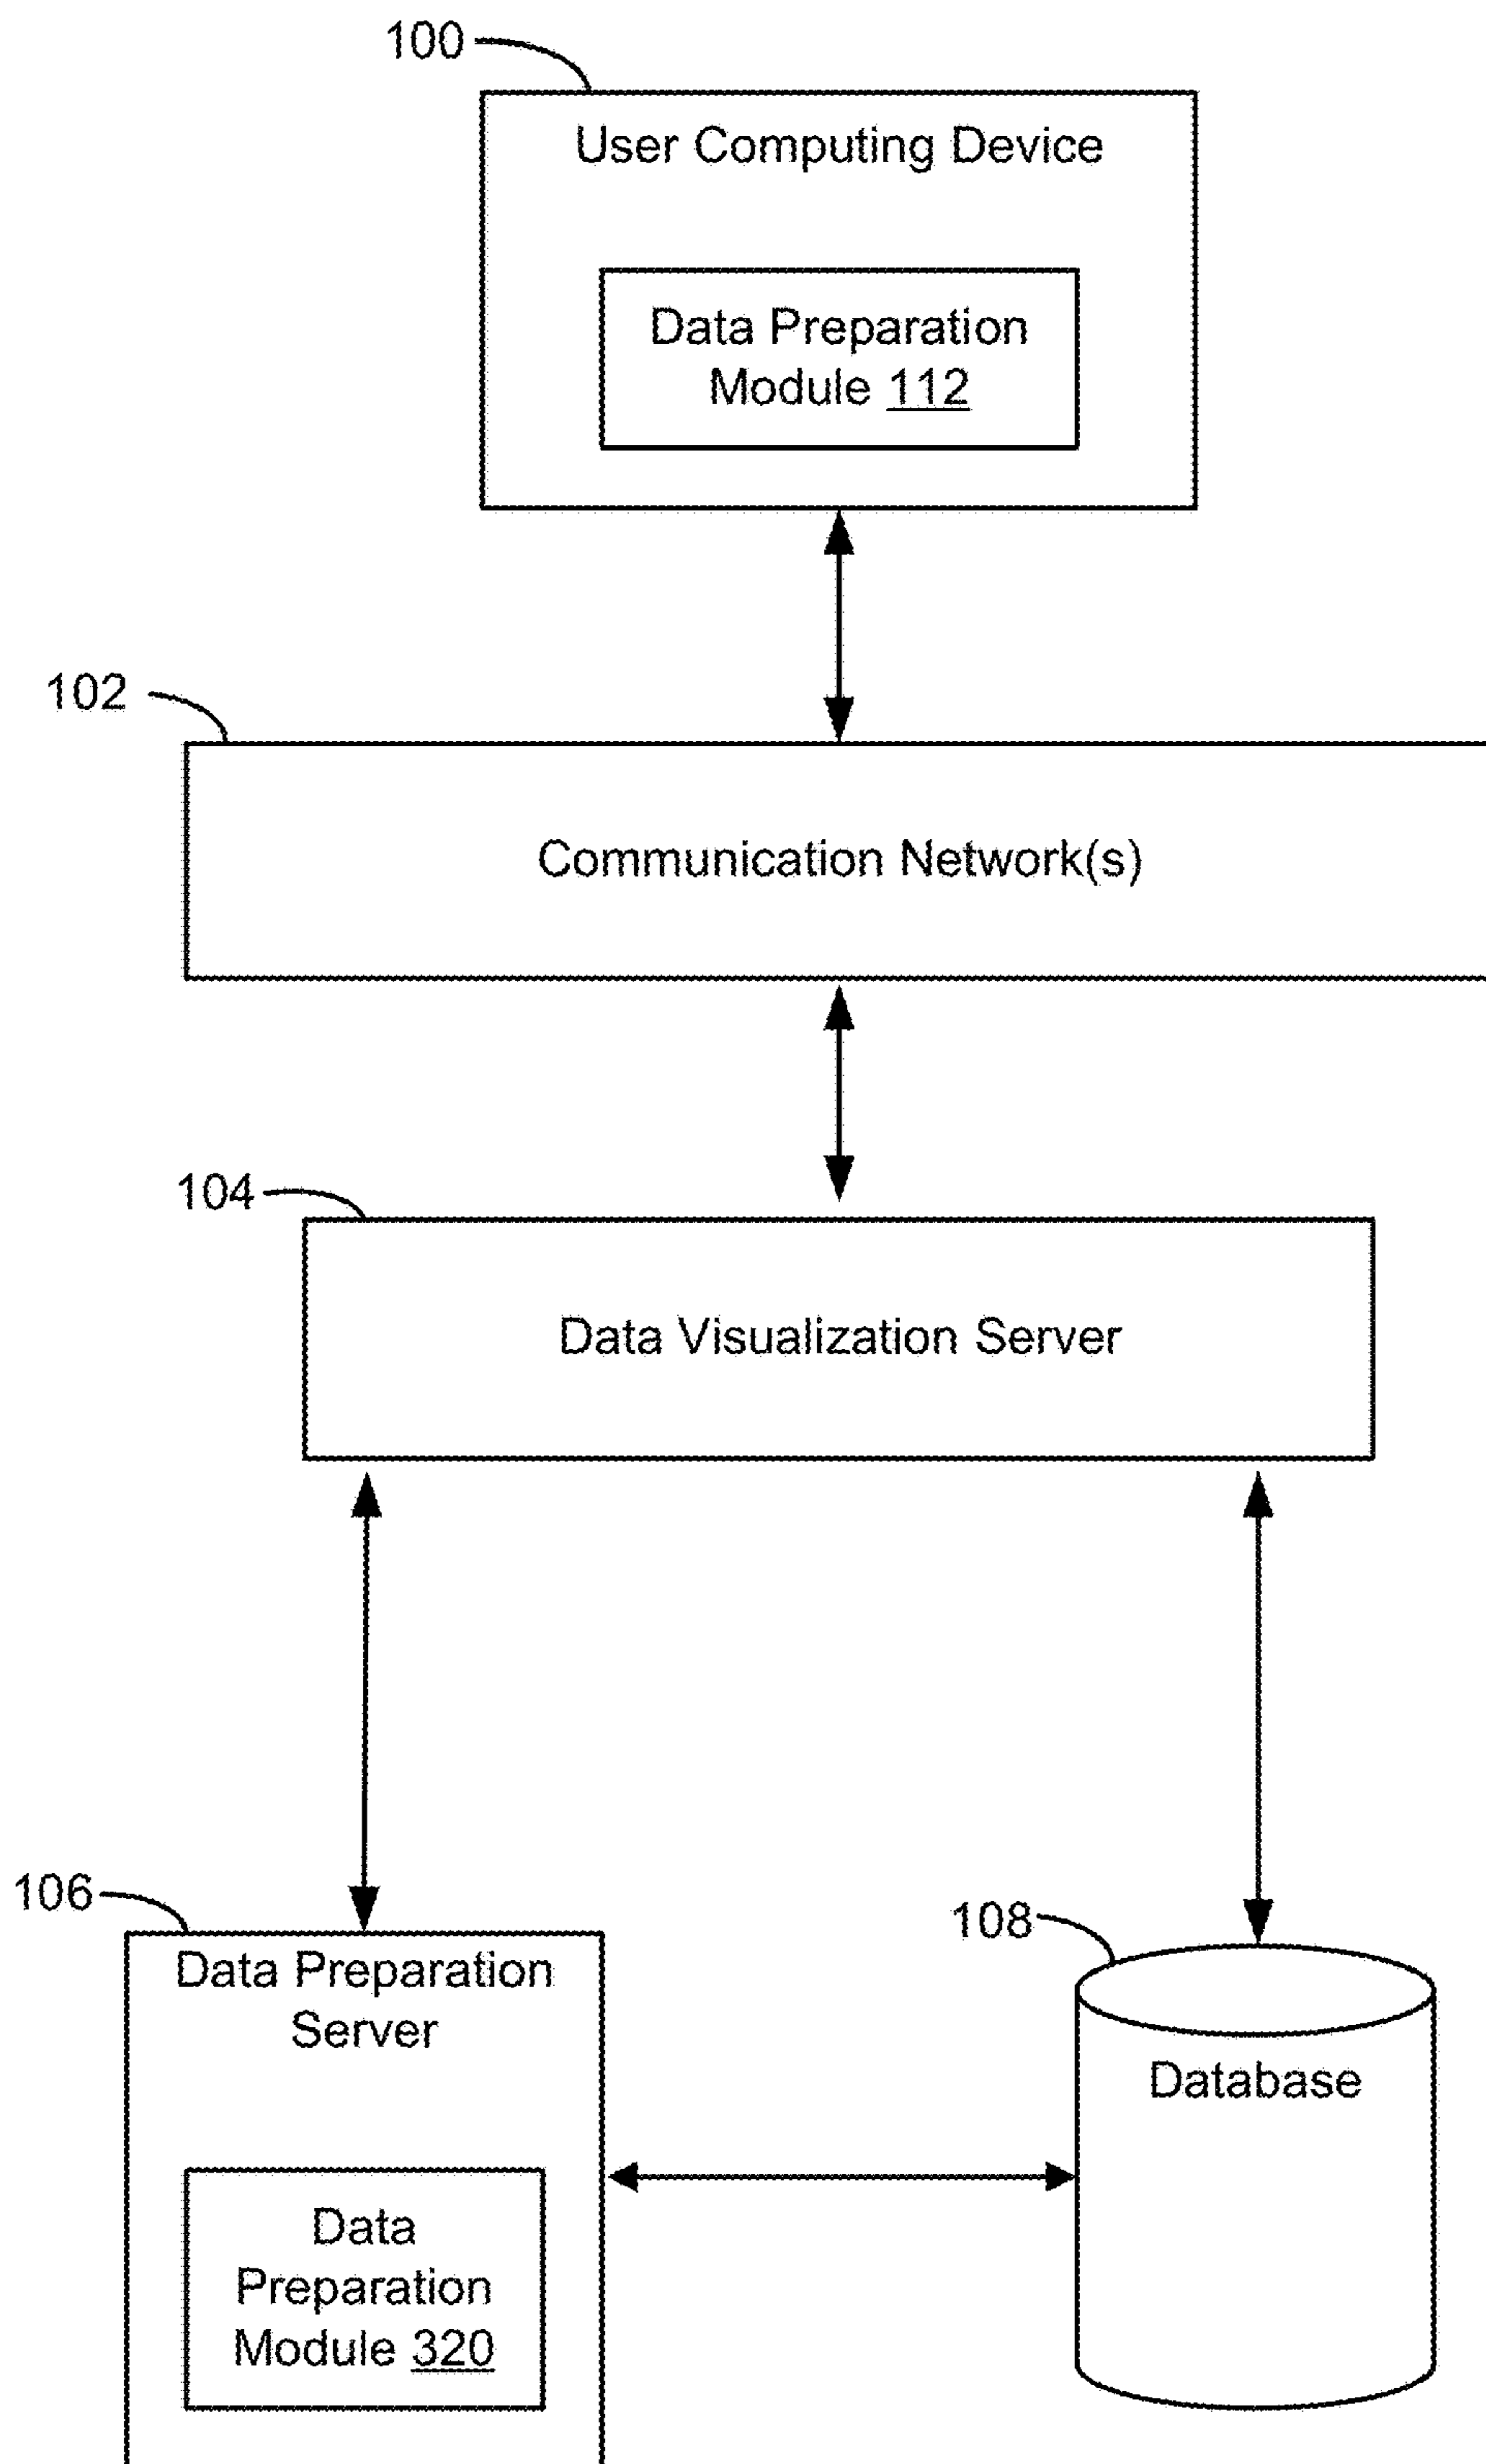 100
User Computing Device
Data Preparation
Module 112
102
Communication Network(s)
104
Data Visualization Server
106
Data Preparation
Server
108
Database
Data
Preparation
Module 320